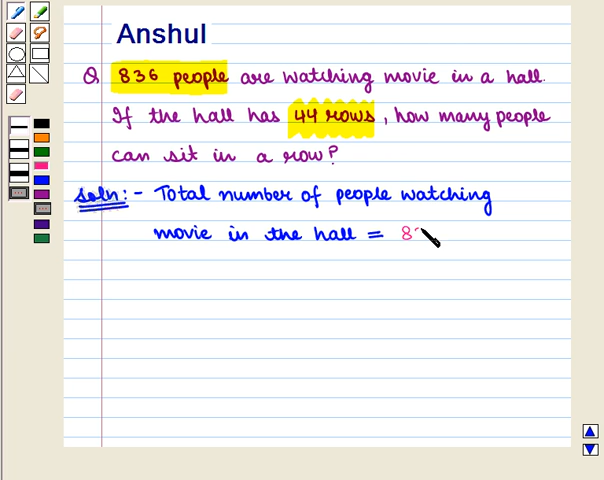 Anshul
Q 836 people are watching movie in a hall.
If the hall has 44 rows, how many people
can sit in a row?
Soln:- Total number of people watching
movie in the hall = 8